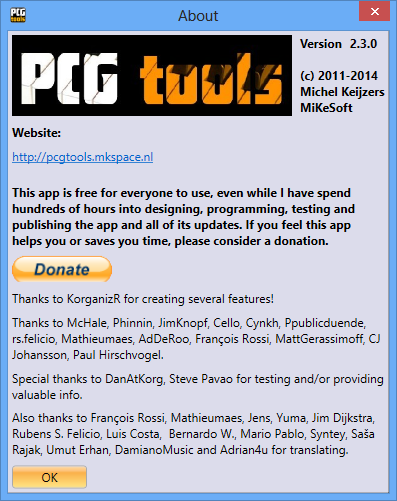 PCG
tools
About
PCG tools
Version 2.3.0
(c) 2011-2014
Michel Keijzers
MiKeSoft
Website:
http://pcgtools.mkspace.nl
This app is free for everyone to use, even while I have spend
hundreds of hours into designing, programming, testing and
publishing the app and all of its updates. If you feel this app
helps you or saves you time, please consider a donation.
Donate
Thanks to KorganizR for creating several features!
Thanks to McHale, Phinnin, JimKnopf, Cello, Cynkh, Ppublicduende,
rs.felicio, Mathieumaes, AdDeRoo, François Rossi, MattGerassimoff, CJ
Johansson, Paul Hirschvogel.
Special thanks to DanAtKorg, Steve Pavao for testing and/or providing
valuable info.
Also thanks to François Rossi, Mathieumaes, Jens, Yuma, Jim Dijkstra,
Rubens S. Felicio, Luis Costa, Bernardo W., Mario Pablo, Syntey, Saša
Rajak, Umut Erhan, DamianoMusic and Adrian4u for translating.
OK